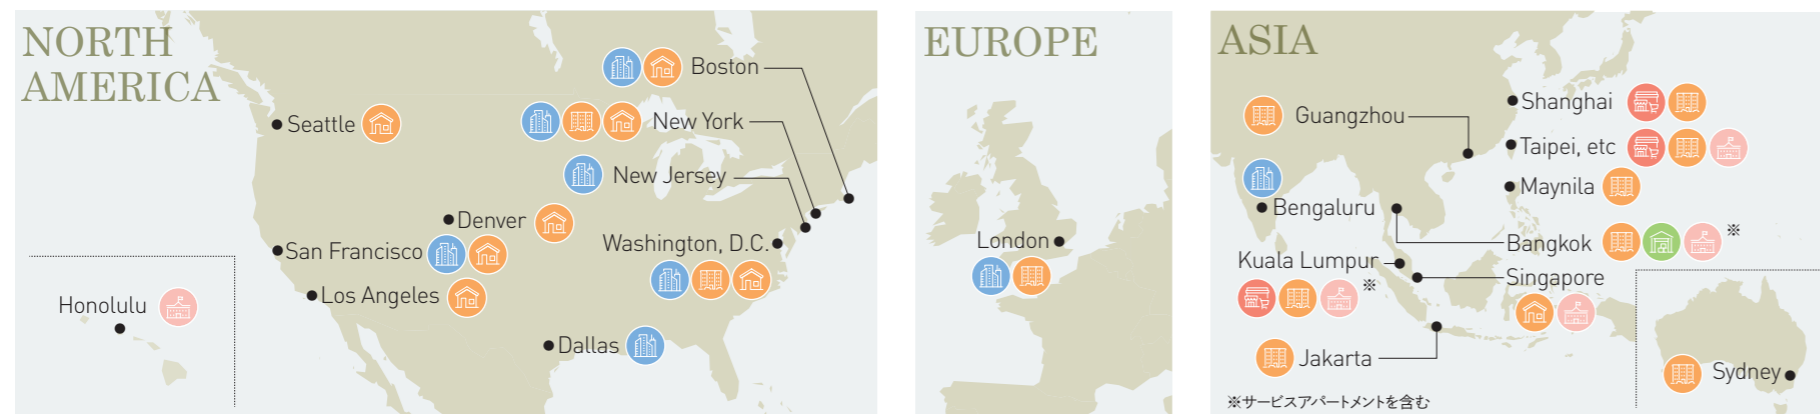 NORTH
AMERICA
Boston
Seattle
New York
New Jersey
Denver
Washington, D.C.
San Francisco
Los Angeles
Honolulu
Dallas
EUROPE
London
ASIA
Shanghai
Guangzhou
Taipei, etc
Maynila
Bengaluru
Bangkok ※
Kuala Lumpur
※
Singapore
Jakarta
Sydney
※サービスアパートメントを含む